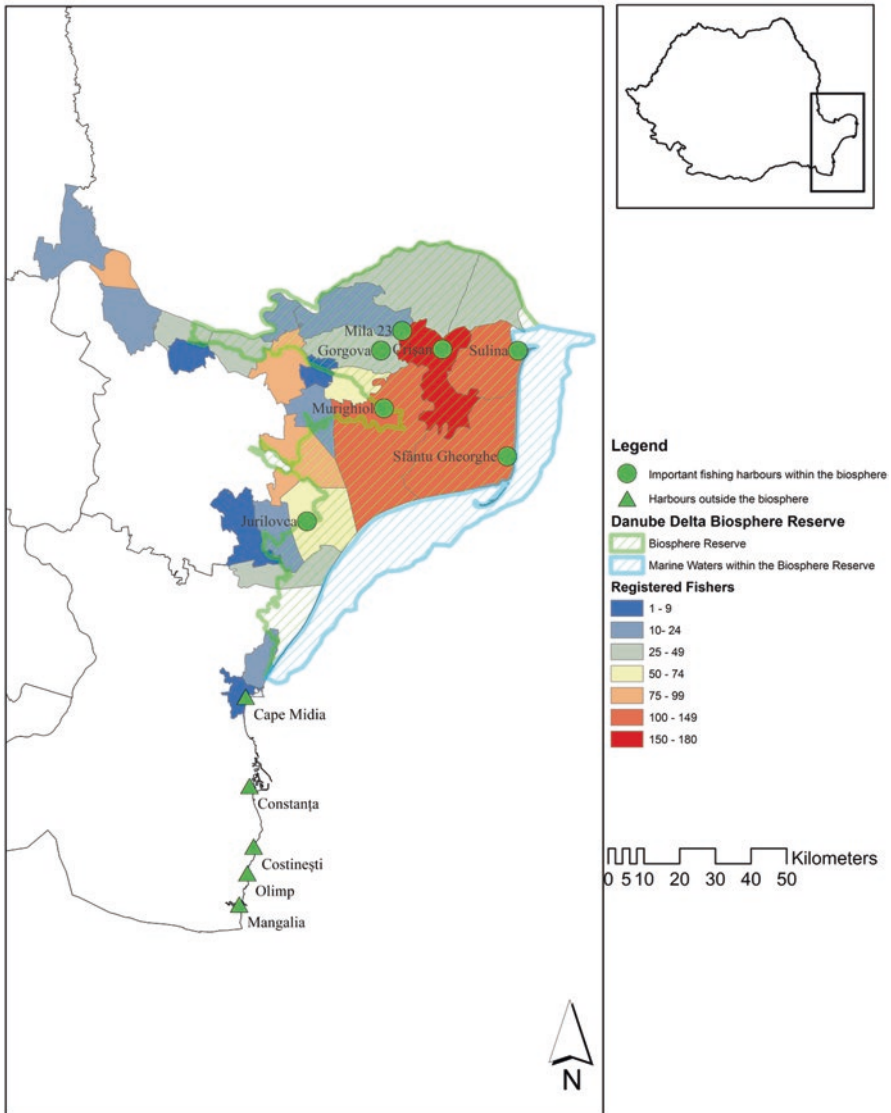 Mila 23
Gorgova
Crișan
Sulina
Murighiol
Sfântu Gheorghe
Jurilovca
Cape Midia
Constanța
Costinești
Olimp
Mangalia
N
Legend
Important fishing harbours within the biosphere
Harbours outside the biosphere
Danube Delta Biosphere Reserve
Biosphere Reserve
Marine Waters within the Biosphere Reserve
Registered Fishers
1 - 9
10- 24
25 - 49
50 - 74
75 - 99
100 - 149
150 - 180
Kilometers
0 5 10 20 30 40 50